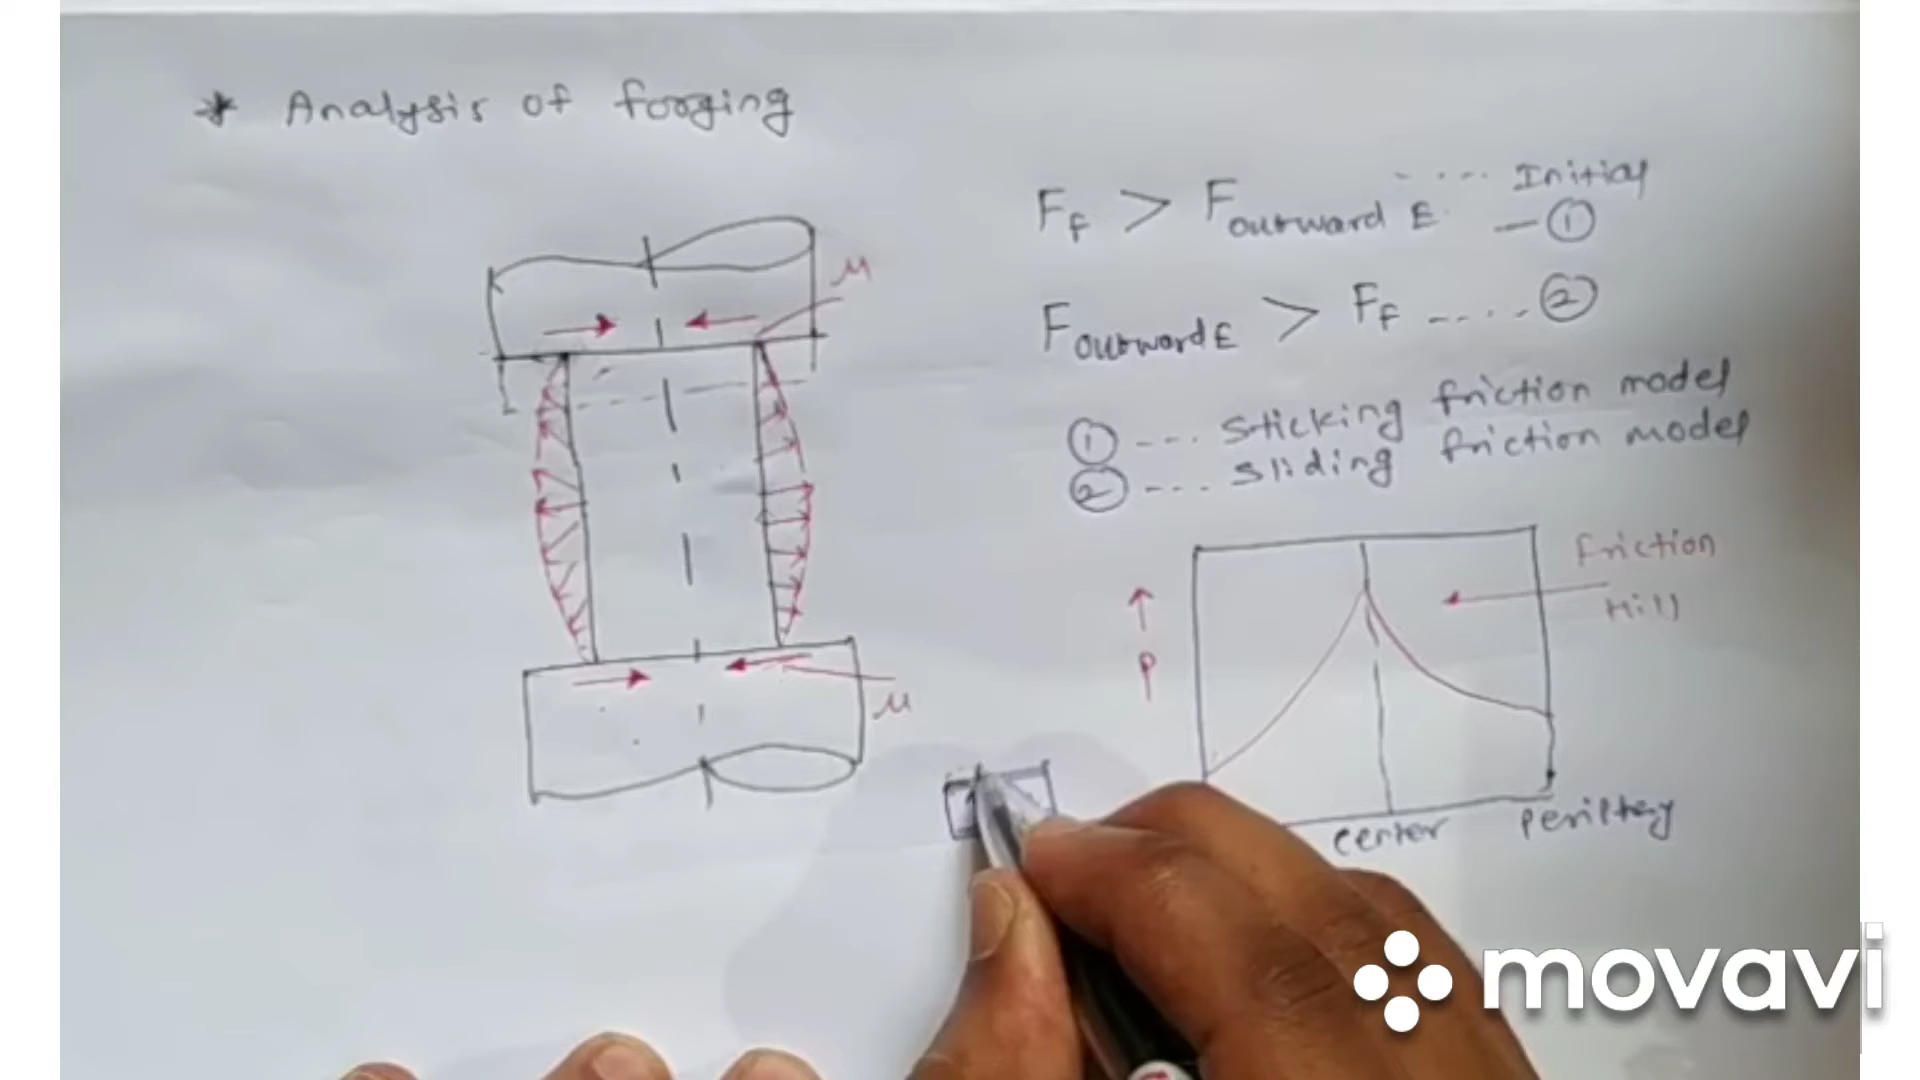 * Analysis of forging
F_F > F_outward E ---- Initial
— ①
F_outward E > F_F ----- ②
① --- Sticking friction model
② --- Sliding friction model
μ
μ
↑
P
friction
Hill
center
movavi